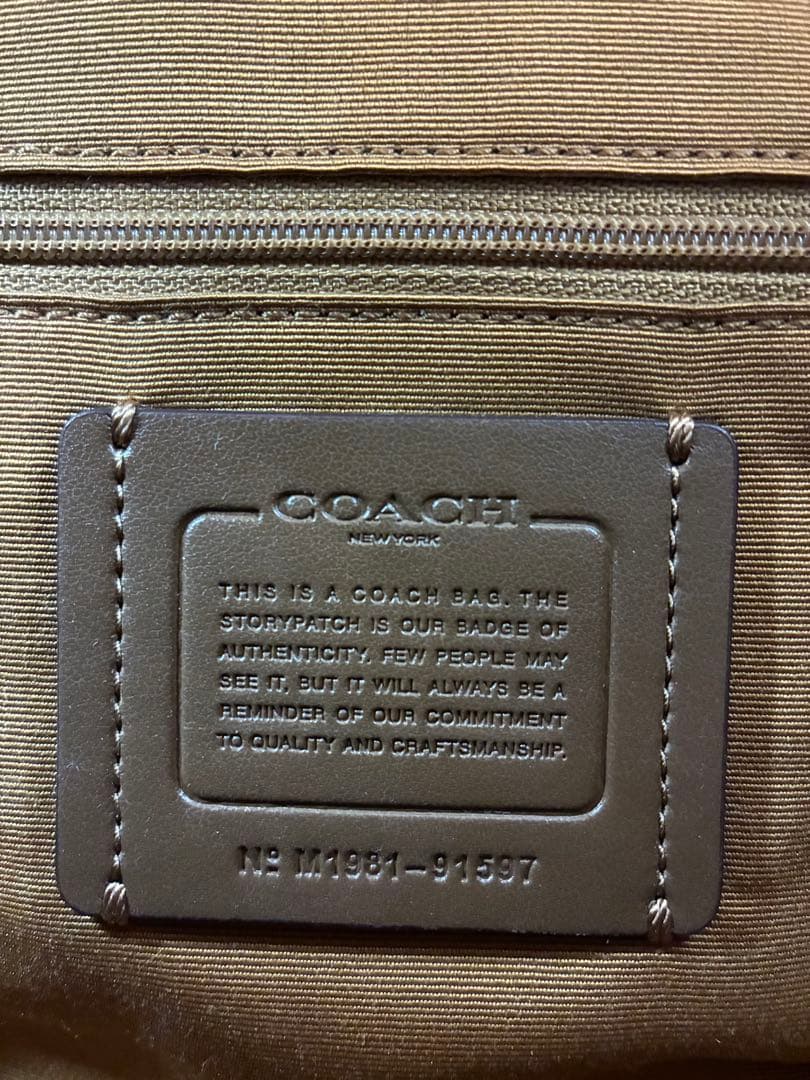 COACH
NEW YORK
THIS IS A COACH BAG. THE
STORYPATCH IS OUR BADGE OF
AUTHENTICITY. FEW PEOPLE MAY
SEE IT, BUT IT WILL ALWAYS BE A
REMINDER OF OUR COMMITMENT
TO QUALITY AND CRAFTSMANSHIP.
Nº M1981-91597